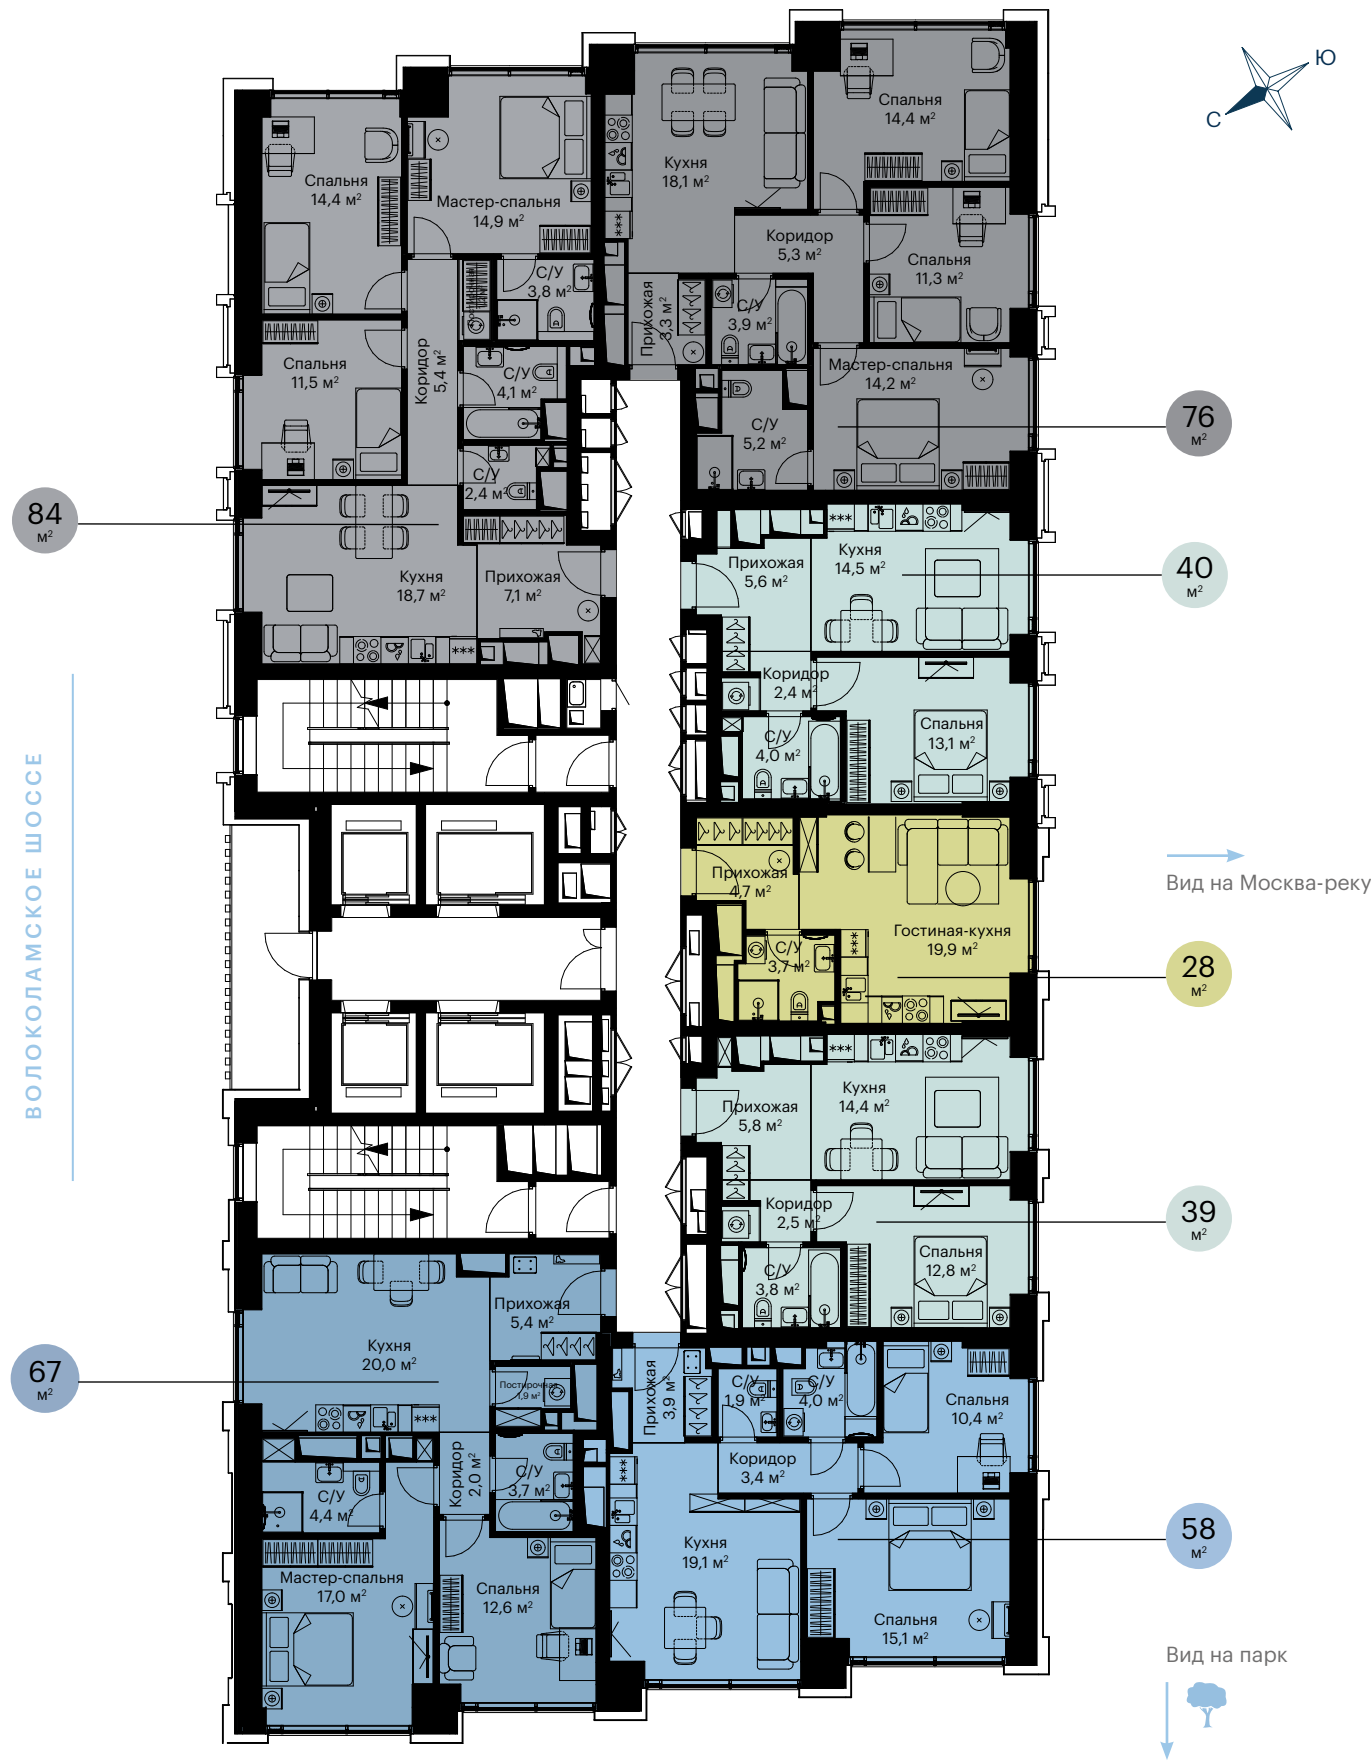 Ю
С
Спальня
14,4 м²
Мастер-спальня
14,9 м²
С/У
3,8 м²
Спальня
11,5 м²
Коридор
5,4 м²
С/У
4,1 м²
С/У
2,4 м²
Кухня
18,7 м²
Прихожая
7,1 м²
84
м²
Кухня
18,1 м²
Спальня
14,4 м²
Коридор
5,3 м²
Спальня
11,3 м²
Прихожая
3,3 м²
С/У
3,9 м²
Мастер-спальня
14,2 м²
С/У
5,2 м²
76
м²
Прихожая
5,6 м²
Кухня
14,5 м²
Коридор
2,4 м²
С/У
4,0 м²
Спальня
13,1 м²
40
м²
ВОЛОКОЛАМСКОЕ ШОССЕ
Прихожая
4,7 м²
С/У
3,7 м²
Гостиная-кухня
19,9 м²
28
м²
Вид на Москва-реку
Прихожая
5,8 м²
Кухня
14,4 м²
Коридор
2,5 м²
С/У
3,8 м²
Спальня
12,8 м²
39
м²
Кухня
20,0 м²
Прихожая
5,4 м²
Постирочная
1,9 м²
Коридор
2,0 м²
С/У
3,7 м²
С/У
4,4 м²
Мастер-спальня
17,0 м²
Спальня
12,6 м²
67
м²
Прихожая
3,9 м²
С/У
1,9 м²
С/У
4,0 м²
Спальня
10,4 м²
Коридор
3,4 м²
Кухня
19,1 м²
Спальня
15,1 м²
58
м²
Вид на парк